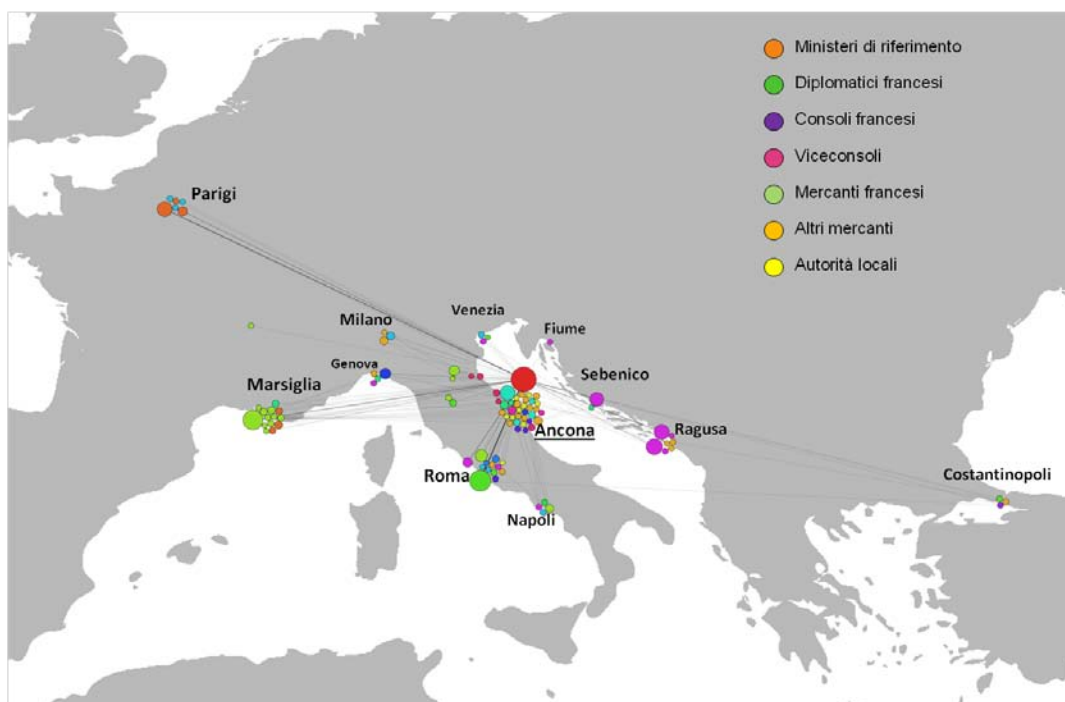 Ministeri di riferimento
Diplomatici francesi
Consoli francesi
Viceconsoli
Mercanti francesi
Altri mercanti
Autorità locali
Parigi
Venezia
Milano
Fiume
Genova
Sebenico
Marsiglia
Ancona
Ragusa
Roma
Costantinopoli
Napoli